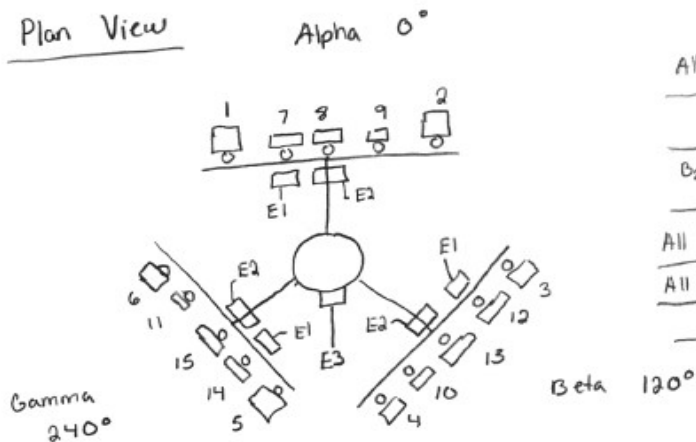 Plan View
Alpha 0°
1 7 8 9 2
E1 E2
E2 E1
6 3
11 E1 E2 12
15 E3 13
14 10
5 4
Gamma
240°
Beta 120°
All
All